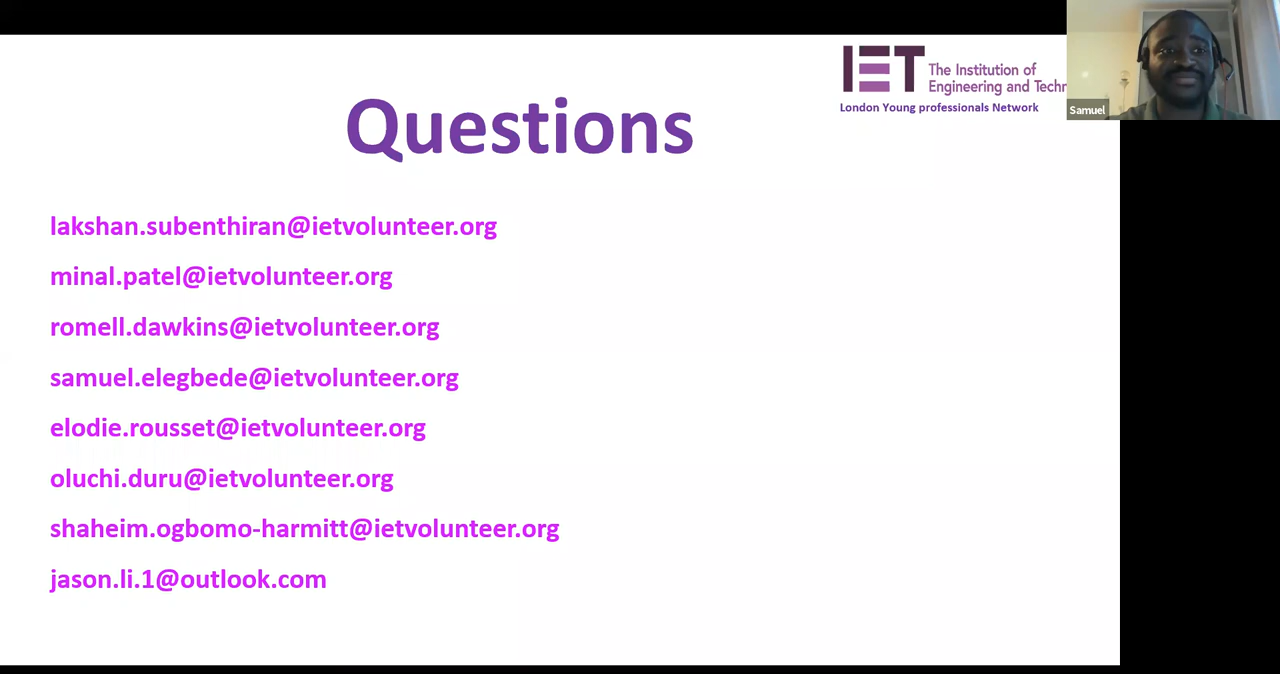 IET The Institution of
Engineering and Techn
London Young professionals Network
Samuel
Questions
lakshan.subenthiran@ietvolunteer.org
minal.patel@ietvolunteer.org
romell.dawkins@ietvolunteer.org
samuel.elegbede@ietvolunteer.org
elodie.rousset@ietvolunteer.org
oluchi.duru@ietvolunteer.org
shaheim.ogbomo-harmitt@ietvolunteer.org
jason.li.1@outlook.com